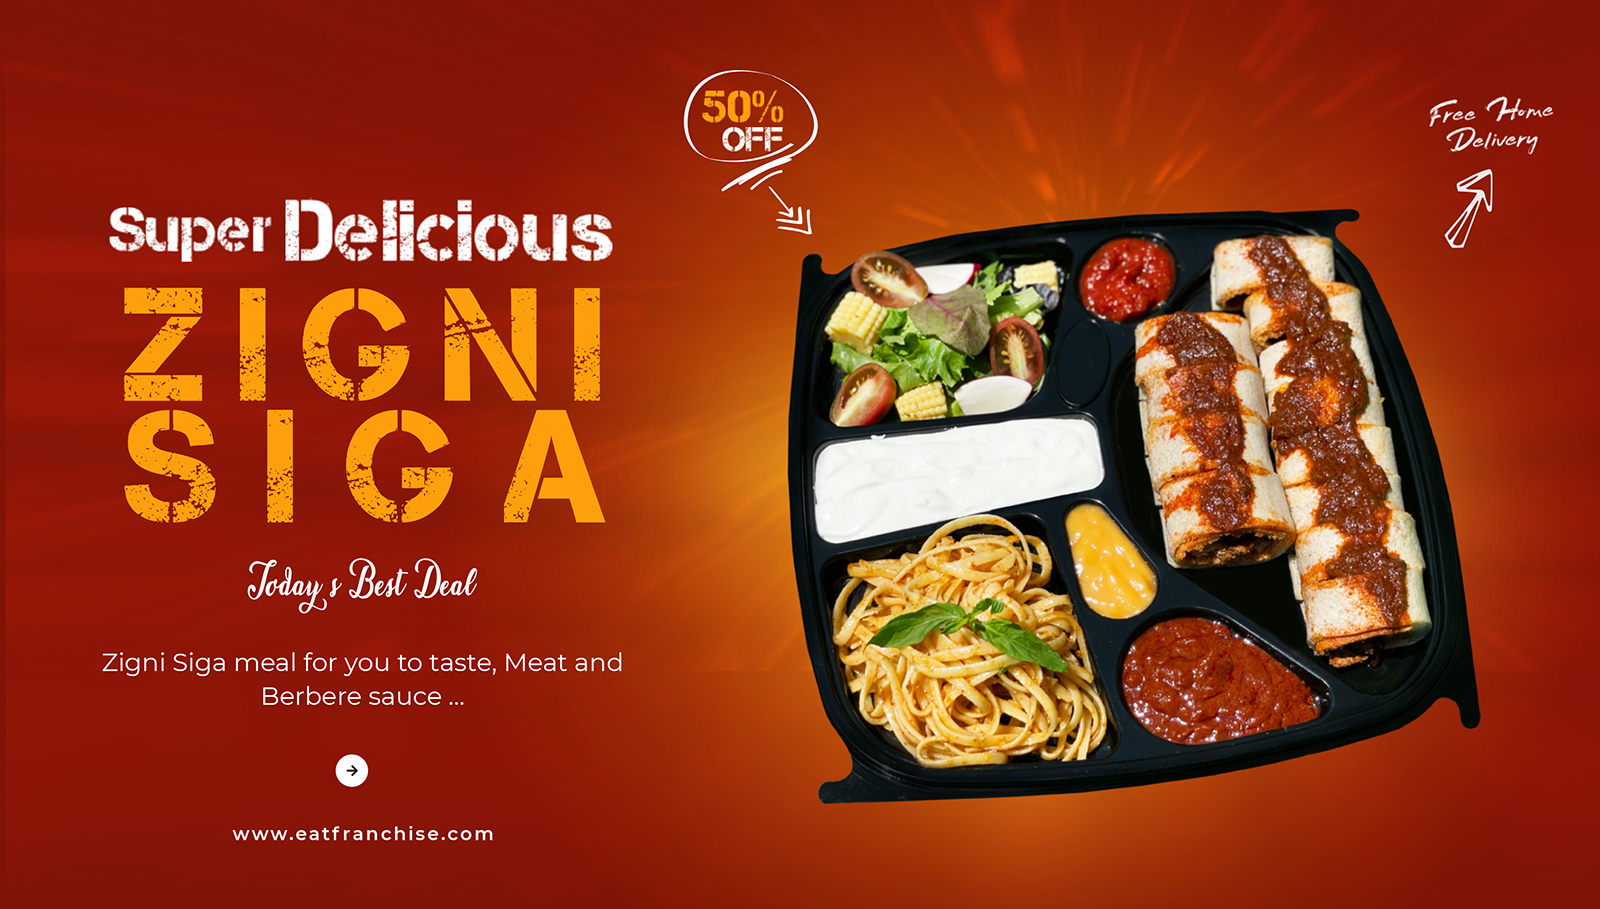 50%
OFF
Free Home
Delivery
Super Delicious
ZIGNI
SIGA
Today s Best Deal
Zigni Siga meal for you to taste, Meat and
Berbere sauce ...
www.eatfranchise.com